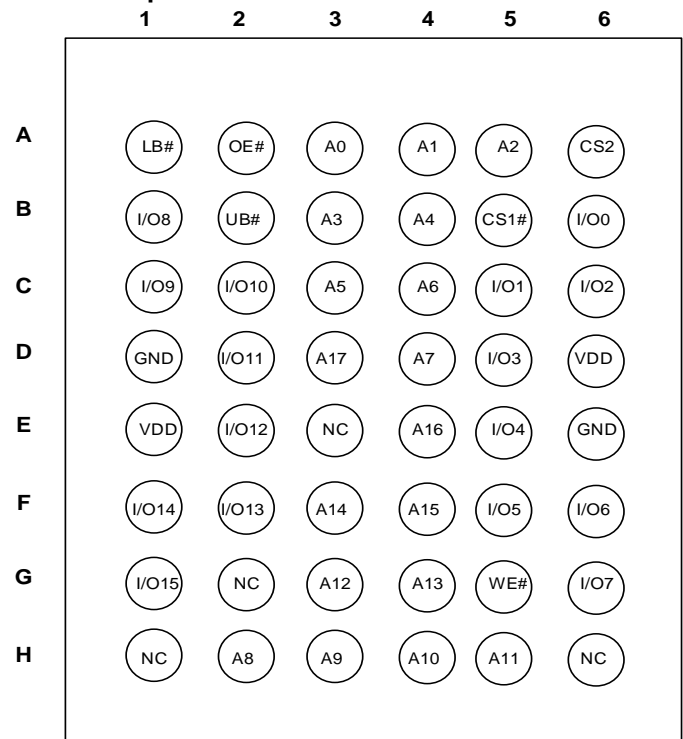 1 2 3 4 5 6
A LB# OE# A0 A1 A2 CS2
B I/O8 UB# A3 A4 CS1# I/O0
C I/O9 I/O10 A5 A6 I/O1 I/O2
D GND I/O11 A17 A7 I/O3 VDD
E VDD I/O12 NC A16 I/O4 GND
F I/O14 I/O13 A14 A15 I/O5 I/O6
G I/O15 NC A12 A13 WE# I/O7
H NC A8 A9 A10 A11 NC